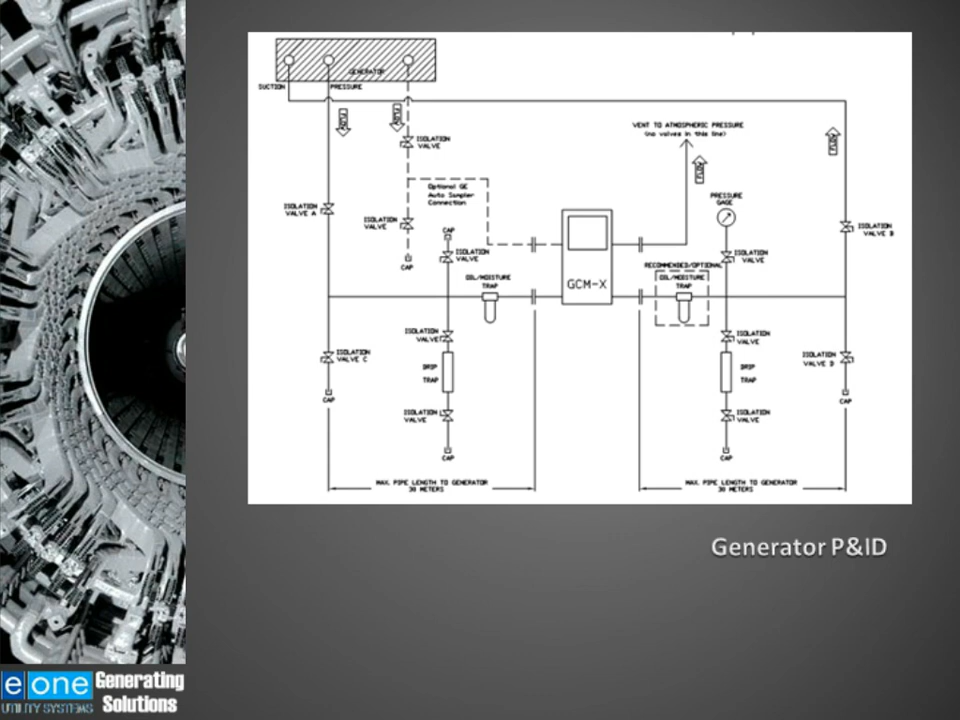 GENERATOR
SUCTION
PRESSURE
FLOW
FLOW
ISOLATION
VALVE
VENT TO ATMOSPHERIC PRESSURE
(no valves in this line)
FLOW
FLOW
Optional GE
Auto Sampler
Connection
PRESSURE
GAGE
ISOLATION
VALVE A
ISOLATION
VALVE
CAP
ISOLATION
VALVE B
CAP
ISOLATION
VALVE
RECOMMENDED/OPTIONAL
ISOLATION
VALVE
OIL/MOISTURE
TRAP
GCM-X
OIL/MOISTURE
TRAP
ISOLATION
VALVE C
ISOLATION
VALVE
ISOLATION
VALVE
ISOLATION
VALVE D
DRIP
TRAP
DRIP
TRAP
CAP
ISOLATION
VALVE
ISOLATION
VALVE
CAP
CAP
CAP
MAX. PIPE LENGTH TO GENERATOR
30 METERS
MAX. PIPE LENGTH TO GENERATOR
30 METERS
Generator P&ID
e one
UTILITY SYSTEMS
Generating
Solutions